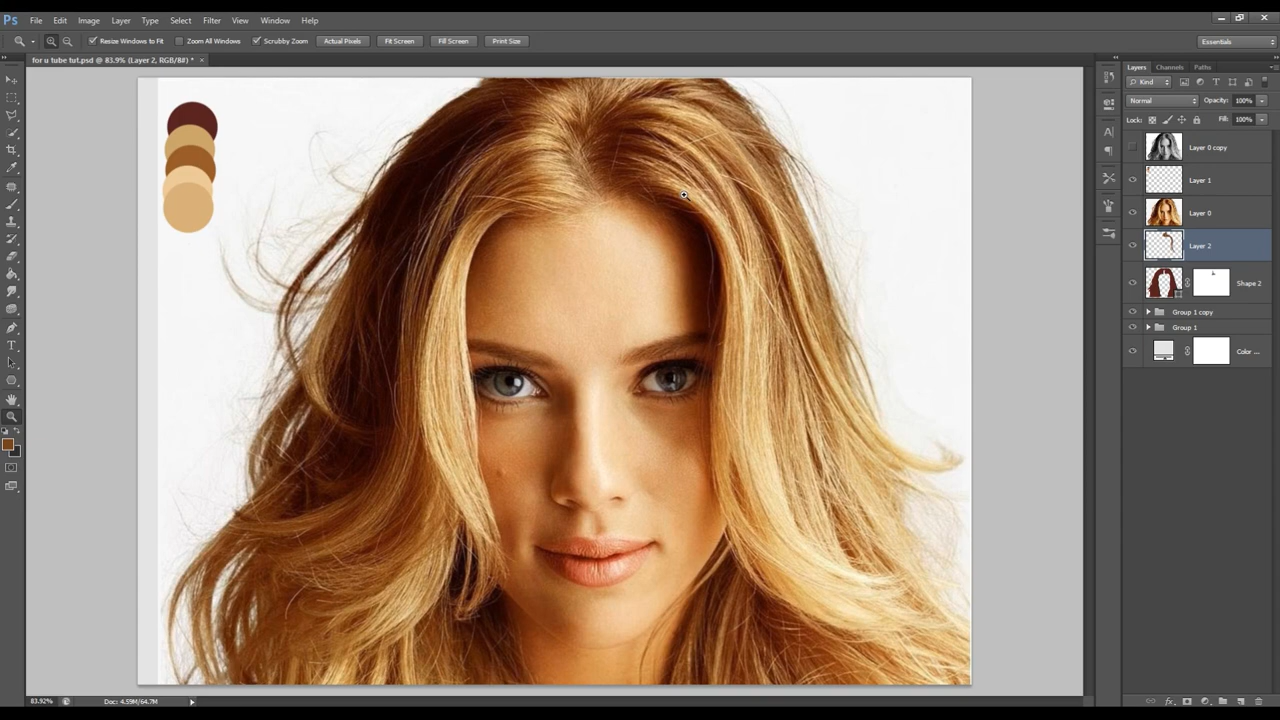 Ps File Edit Image Layer Type Select Filter View Window Help
Resize Windows to Fit Zoom All Windows Scrubby Zoom Actual Pixels Fit Screen Fill Screen Print Size Essentials
for u tube tut.psd @ 83.9% (Layer 2, RGB/8#) * ×
Layers Channels Paths
Kind T
Normal Opacity: 100%
Lock: Fill: 100%
Layer 0 copy
Layer 1
Layer 0
Layer 2
Shape 2
Group 1 copy
Group 1
Color ...
83.92% Doc: 4.59M/64.7M fx